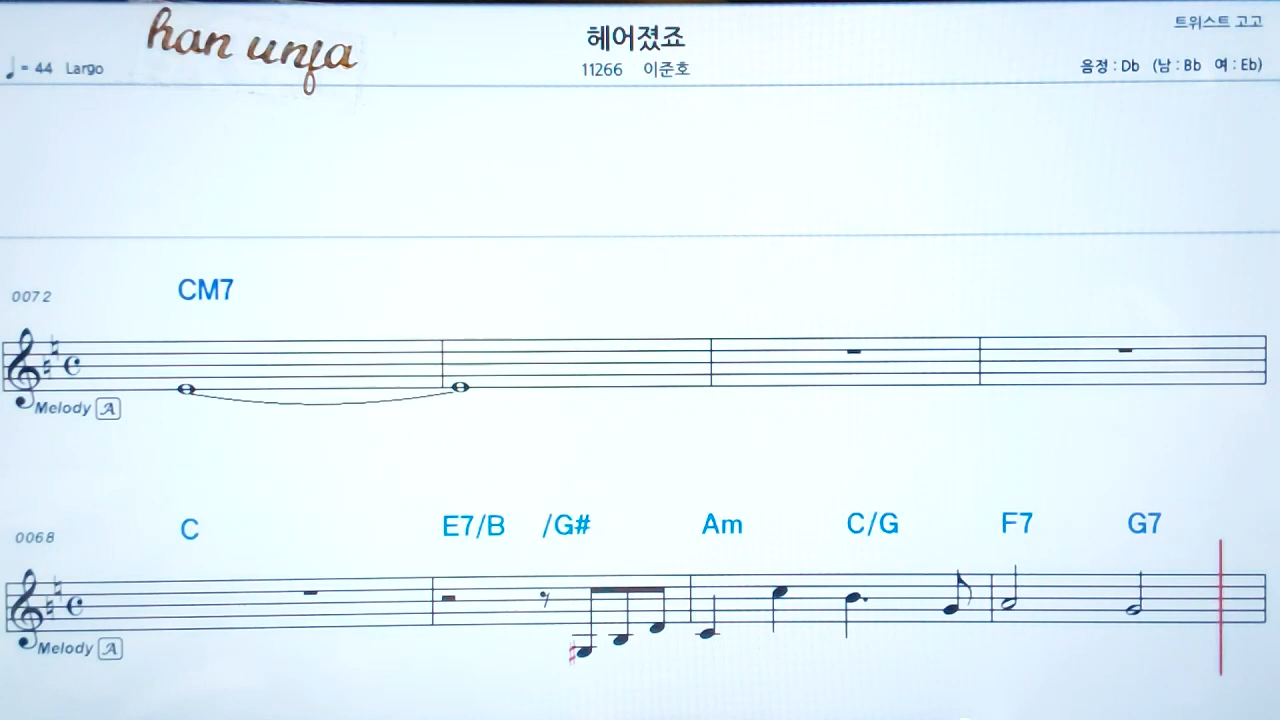 han unfa
헤어졌죠
트위스트 고고
♩= 44 Largo
11266 이준호
음정 : Db (남 : Bb 여 : Eb)
0072
CM7
Melody A
0068
C E7/B /G# Am C/G F7 G7
Melody A